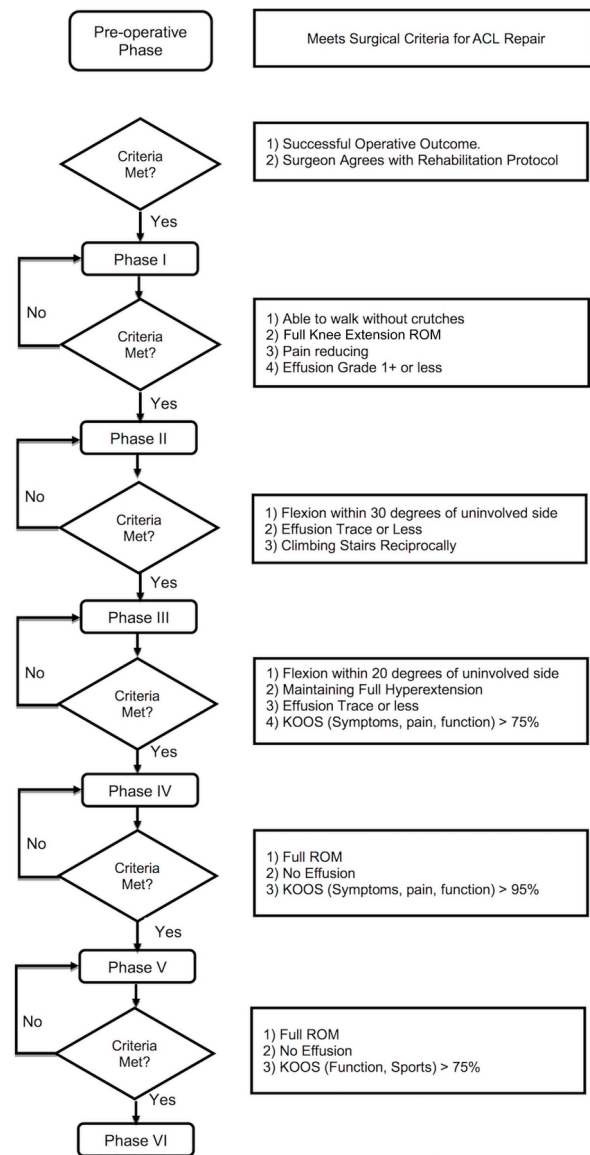 Pre-operative
Phase
Meets Surgical Criteria for ACL Repair
Criteria
Met?
1) Successful Operative Outcome.
2) Surgeon Agrees with Rehabilitation Protocol
Yes
Phase I
No
Criteria
Met?
1) Able to walk without crutches
2) Full Knee Extension ROM
3) Pain reducing
4) Effusion Grade 1+ or less
Yes
Phase II
No
Criteria
Met?
1) Flexion within 30 degrees of uninvolved side
2) Effusion Trace or Less
3) Climbing Stairs Reciprocally
Yes
Phase III
No
Criteria
Met?
1) Flexion within 20 degrees of uninvolved side
2) Maintaining Full Hyperextension
3) Effusion Trace or less
4) KOOS (Symptoms, pain, function) > 75%
Yes
Phase IV
No
Criteria
Met?
1) Full ROM
2) No Effusion
3) KOOS (Symptoms, pain, function) > 95%
Yes
Phase V
No
Criteria
Met?
1) Full ROM
2) No Effusion
3) KOOS (Function, Sports) > 75%
Yes
Phase VI